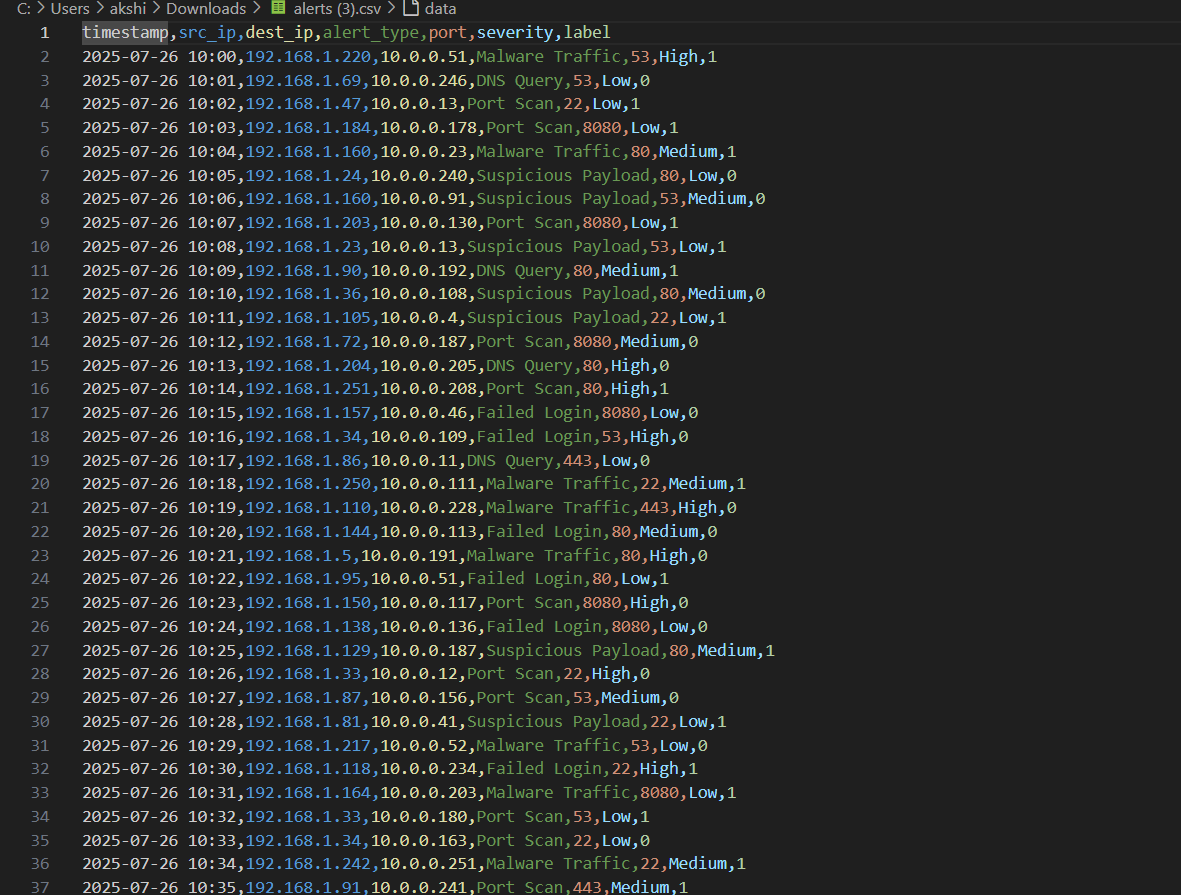 C: > Users > akshi > Downloads > alerts (3).csv > data
1 timestamp,src_ip,dest_ip,alert_type,port,severity,label
2 2025-07-26 10:00,192.168.1.220,10.0.0.51,Malware Traffic,53,High,1
3 2025-07-26 10:01,192.168.1.69,10.0.0.246,DNS Query,53,Low,0
4 2025-07-26 10:02,192.168.1.47,10.0.0.13,Port Scan,22,Low,1
5 2025-07-26 10:03,192.168.1.184,10.0.0.178,Port Scan,8080,Low,1
6 2025-07-26 10:04,192.168.1.160,10.0.0.23,Malware Traffic,80,Medium,1
7 2025-07-26 10:05,192.168.1.24,10.0.0.240,Suspicious Payload,80,Low,0
8 2025-07-26 10:06,192.168.1.160,10.0.0.91,Suspicious Payload,53,Medium,0
9 2025-07-26 10:07,192.168.1.203,10.0.0.130,Port Scan,8080,Low,1
10 2025-07-26 10:08,192.168.1.23,10.0.0.13,Suspicious Payload,53,Low,1
11 2025-07-26 10:09,192.168.1.90,10.0.0.192,DNS Query,80,Medium,1
12 2025-07-26 10:10,192.168.1.36,10.0.0.108,Suspicious Payload,80,Medium,0
13 2025-07-26 10:11,192.168.1.105,10.0.0.4,Suspicious Payload,22,Low,1
14 2025-07-26 10:12,192.168.1.72,10.0.0.187,Port Scan,8080,Medium,0
15 2025-07-26 10:13,192.168.1.204,10.0.0.205,DNS Query,80,High,0
16 2025-07-26 10:14,192.168.1.251,10.0.0.208,Port Scan,80,High,1
17 2025-07-26 10:15,192.168.1.157,10.0.0.46,Failed Login,8080,Low,0
18 2025-07-26 10:16,192.168.1.34,10.0.0.109,Failed Login,53,High,0
19 2025-07-26 10:17,192.168.1.86,10.0.0.11,DNS Query,443,Low,0
20 2025-07-26 10:18,192.168.1.250,10.0.0.111,Malware Traffic,22,Medium,1
21 2025-07-26 10:19,192.168.1.110,10.0.0.228,Malware Traffic,443,High,0
22 2025-07-26 10:20,192.168.1.144,10.0.0.113,Failed Login,80,Medium,0
23 2025-07-26 10:21,192.168.1.5,10.0.0.191,Malware Traffic,80,High,0
24 2025-07-26 10:22,192.168.1.95,10.0.0.51,Failed Login,80,Low,1
25 2025-07-26 10:23,192.168.1.150,10.0.0.117,Port Scan,8080,High,0
26 2025-07-26 10:24,192.168.1.138,10.0.0.136,Failed Login,8080,Low,0
27 2025-07-26 10:25,192.168.1.129,10.0.0.187,Suspicious Payload,80,Medium,1
28 2025-07-26 10:26,192.168.1.33,10.0.0.12,Port Scan,22,High,0
29 2025-07-26 10:27,192.168.1.87,10.0.0.156,Port Scan,53,Medium,0
30 2025-07-26 10:28,192.168.1.81,10.0.0.41,Suspicious Payload,22,Low,1
31 2025-07-26 10:29,192.168.1.217,10.0.0.52,Malware Traffic,53,Low,0
32 2025-07-26 10:30,192.168.1.118,10.0.0.234,Failed Login,22,High,1
33 2025-07-26 10:31,192.168.1.164,10.0.0.203,Malware Traffic,8080,Low,1
34 2025-07-26 10:32,192.168.1.33,10.0.0.180,Port Scan,53,Low,1
35 2025-07-26 10:33,192.168.1.34,10.0.0.163,Port Scan,22,Low,0
36 2025-07-26 10:34,192.168.1.242,10.0.0.251,Malware Traffic,22,Medium,1
37 2025-07-26 10:35,192.168.1.91,10.0.0.241,Port Scan,443,Medium,1